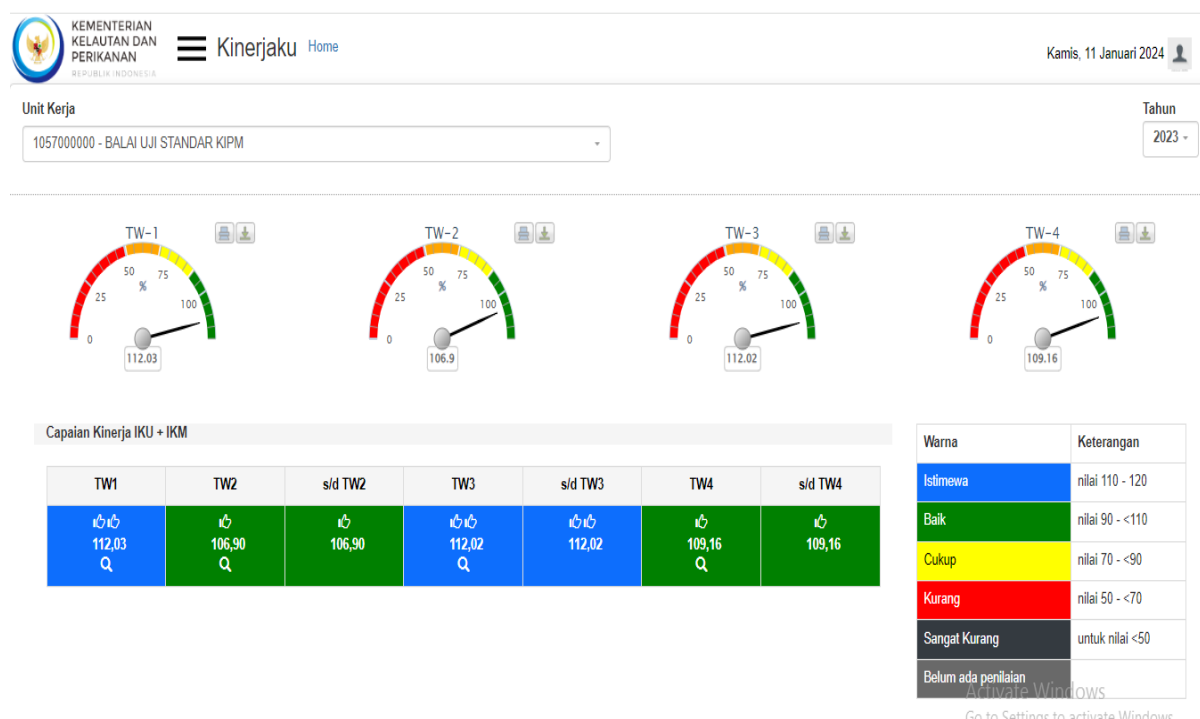 KEMENTERIAN
KELAUTAN DAN
PERIKANAN
REPUBLIK INDONESIA
Kinerjaku Home
Kamis, 11 Januari 2024
Unit Kerja
Tahun
1057000000 - BALAI UJI STANDAR KIPM
2023
TW-1
0 25 50 75 100
%
112.03
TW-2
0 25 50 75 100
%
106.9
TW-3
0 25 50 75 100
%
112.02
TW-4
0 25 50 75 100
%
109.16
Capaian Kinerja IKU + IKM
TW1 TW2 s/d TW2 TW3 s/d TW3 TW4 s/d TW4
112,03 106,90 106,90 112,02 112,02 109,16 109,16
Warna Keterangan
Istimewa nilai 110 - 120
Baik nilai 90 - <110
Cukup nilai 70 - <90
Kurang nilai 50 - <70
Sangat Kurang untuk nilai <50
Belum ada penilaian
Activate Windows
Go to Settings to activate Windows.